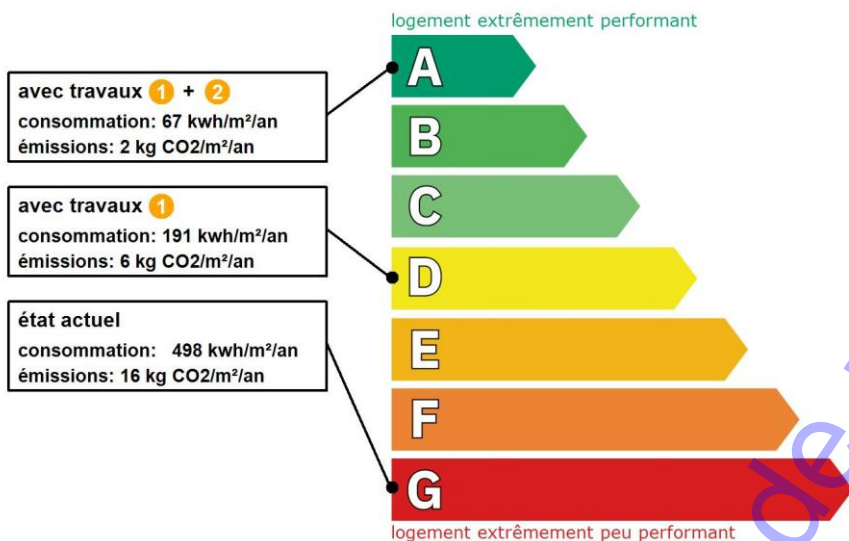 logement extrêmement performant
A
avec travaux 1 + 2
consommation: 67 kwh/m²/an
émissions: 2 kg CO2/m²/an
B
avec travaux 1
consommation: 191 kwh/m²/an
émissions: 6 kg CO2/m²/an
C
D
état actuel
consommation: 498 kwh/m²/an
émissions: 16 kg CO2/m²/an
E
F
G
logement extrêmement peu performant